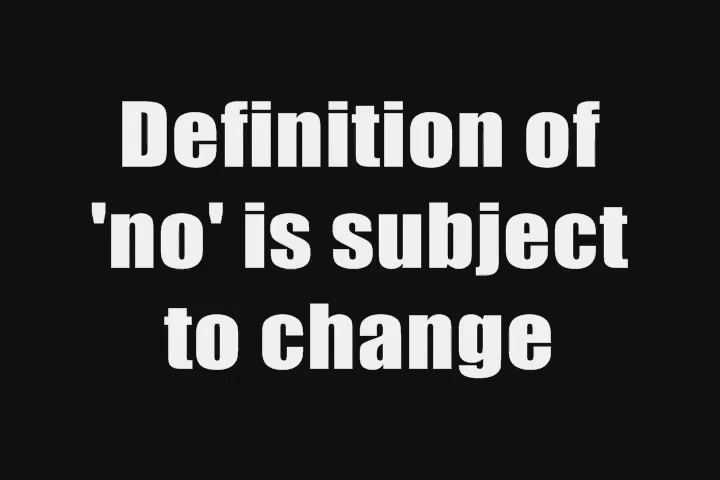 Definition of
'no' is subject
to change